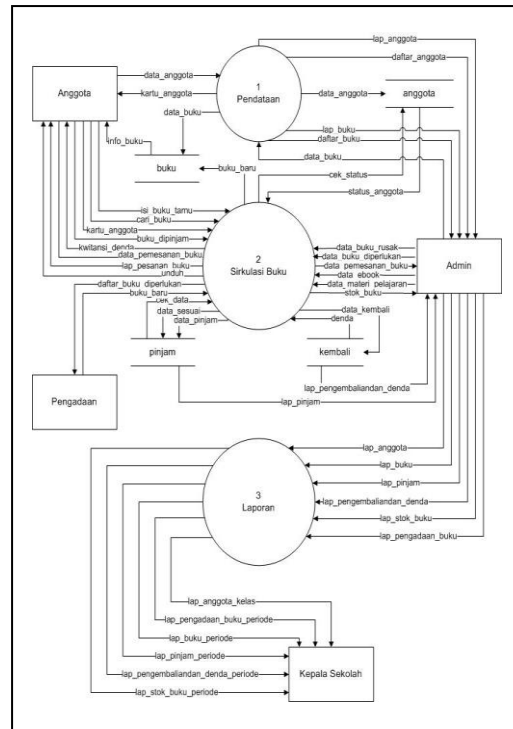 lap_anggota
daftar_anggota
data_anggota
1
Pendataan
Anggota
kartu_anggota
data_anggota
anggota
data_buku
lap_buku
info_buku
daftar_buku
data_buku
buku
buku_baru
cek_status
status_anggota
isi_buku_tamu
cari_buku
kartu_anggota
buku_dipinjam
kwitansi_denda
data_pemesanan_buku
lap_pesanan_buku
unduh
2
Sirkulasi Buku
data_buku_rusak
data_buku_diperlukan
data_pemesanan_buku
data_ebook
data_materi_pelajaran
stok_buku
Admin
daftar_buku_diperlukan
buku_baru
cek_data
data_sesuai
data_pinjam
data_kembali
denda
pinjam
kembali
Pengadaan
lap_pengembaliandan_denda
lap_pinjam
lap_anggota
lap_buku
3
Laporan
lap_pinjam
lap_pengembaliandan_denda
lap_stok_buku
lap_pengadaan_buku
lap_anggota_kelas
lap_pengadaan_buku_periode
lap_buku_periode
lap_pinjam_periode
Kepala Sekolah
lap_pengembaliandan_denda_periode
lap_stok_buku_periode